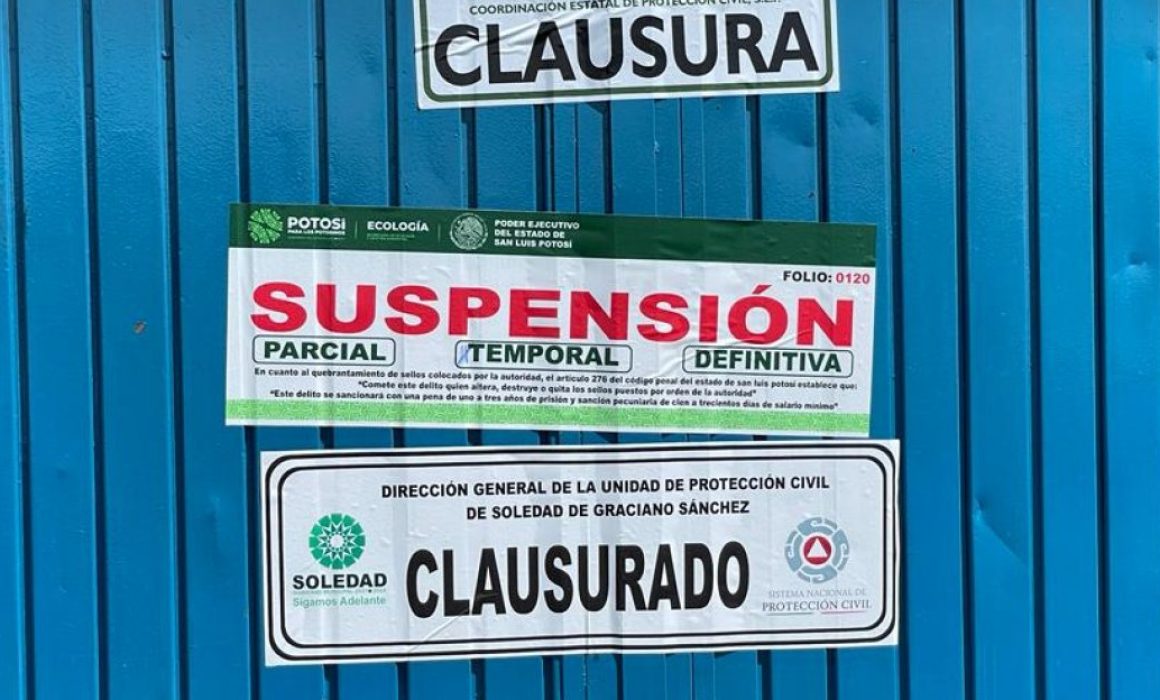 COORDINACIÓN ESTATAL DE PROTECCIÓN CIVIL, S.L.P.
CLAUSURA
POTOSÍ
PARA LOS POTOSINOS
ECOLOGÍA
PODER EJECUTIVO
DEL ESTADO DE
SAN LUIS POTOSÍ
FOLIO: 0120
SUSPENSIÓN
PARCIAL TEMPORAL DEFINITIVA
En cuanto al quebrantamiento de sellos colocados por la autoridad, el artículo 276 del código penal del estado de san luis potosí establece que:
"Comete este delito quien altera, destruye o quita los sellos puestos por orden de la autoridad"
"Este delito se sancionará con una pena de uno a tres años de prisión y sanción pecuniaria de cien a trecientos días de salario mínimo"
DIRECCIÓN GENERAL DE LA UNIDAD DE PROTECCIÓN CIVIL
DE SOLEDAD DE GRACIANO SÁNCHEZ
CLAUSURADO
SOLEDAD
Sigamos Adelante
SISTEMA NACIONAL DE
PROTECCIÓN CIVIL